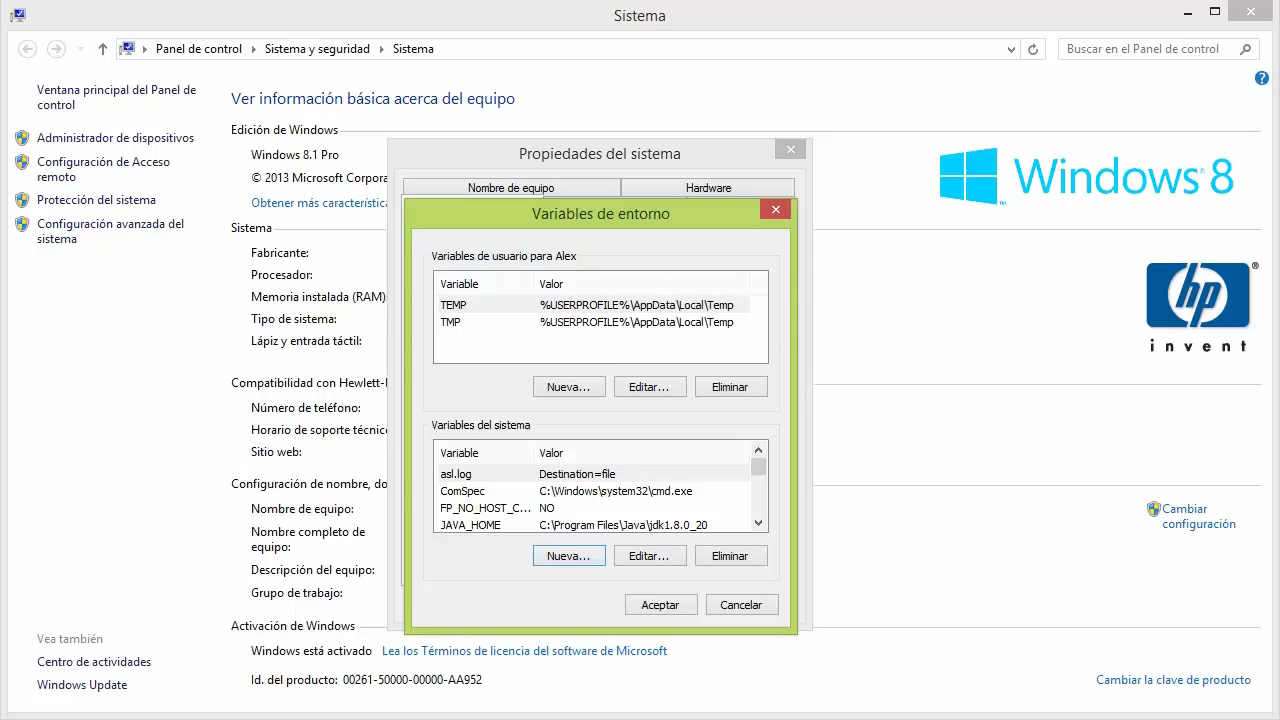 Sistema
Panel de control
Sistema y seguridad
Sistema
Buscar en el Panel de control
Ventana principal del Panel de
control
Administrador de dispositivos
Configuración de Acceso
remoto
Protección del sistema
Configuración avanzada del
sistema
Vea también
Centro de actividades
Windows Update
Ver información básica acerca del equipo
Edición de Windows
Windows 8.1 Pro
© 2013 Microsoft Corpora
Obtener más característica
Windows 8
Sistema
Fabricante:
Procesador:
Memoria instalada (RAM):
Tipo de sistema:
Lápiz y entrada táctil:
hp
invent
Compatibilidad con Hewlett-
Número de teléfono:
Horario de soporte técnico
Sitio web:
Configuración de nombre, do
Nombre de equipo:
Nombre completo de
equipo:
Descripción del equipo:
Grupo de trabajo:
Cambiar
configuración
Activación de Windows
Windows está activado Lea los Términos de licencia del software de Microsoft
Id. del producto: 00261-50000-00000-AA952
Cambiar la clave de producto
Propiedades del sistema
Nombre de equipo
Hardware
Variables de entorno
Variables de usuario para Alex
Variable Valor
TEMP %USERPROFILE%\AppData\Local\Temp
TMP %USERPROFILE%\AppData\Local\Temp
Nueva... Editar... Eliminar
Variables del sistema
Variable Valor
asl.log Destination=file
ComSpec C:\Windows\system32\cmd.exe
FP_NO_HOST_C... NO
JAVA_HOME C:\Program Files\Java\jdk1.8.0_20
Nueva... Editar... Eliminar
Aceptar Cancelar